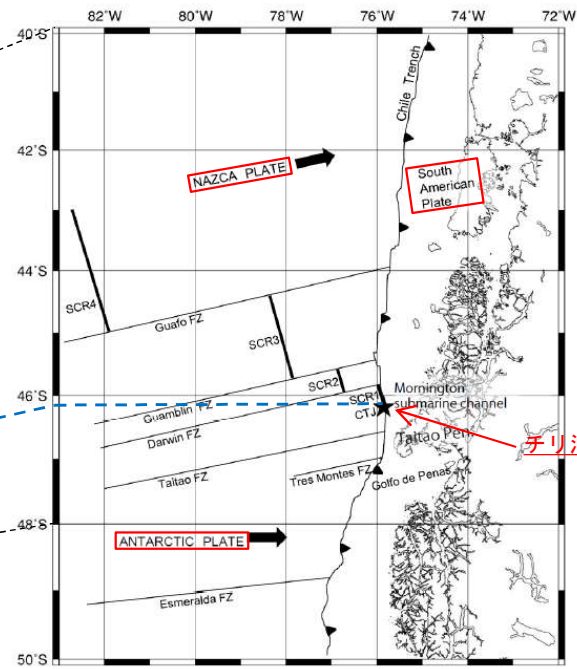 82°W 80°W 78°W 76°W 74°W 72°W
40°S
Chile Trench
42°S
NAZCA PLATE
South
American
Plate
44°S
SCR4
Guafo FZ
SCR3
SCR2
SCR1
Mornington
submarine channel
46°S
CTJ
Guamblin FZ
Darwin FZ
Taitao Pen.
チリ
Taitao FZ
Tres Montes FZ
Golfo de Penas
48°S
ANTARCTIC PLATE
Esmeralda FZ
50°S